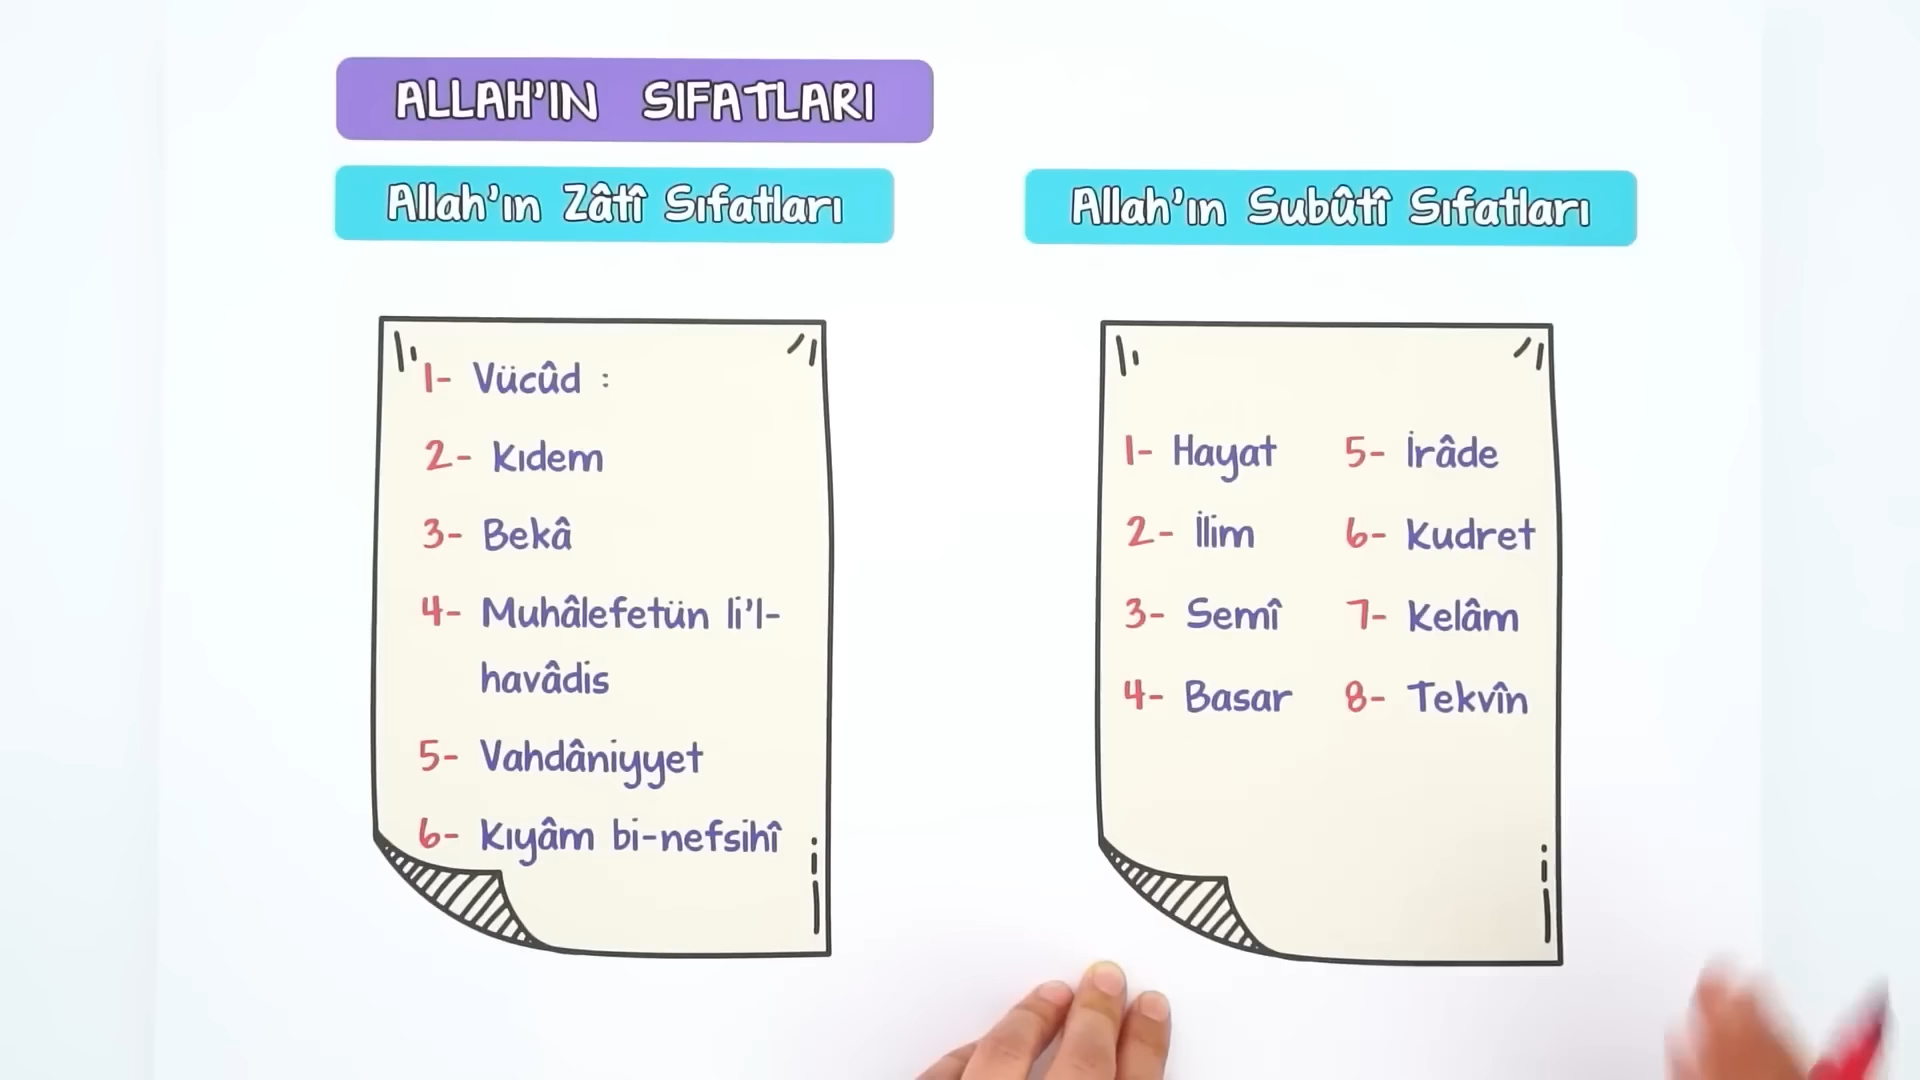 ALLAH'IN SIFATLARI
Allah'ın Zâtî Sıfatları
1- Vücûd :
2- Kıdem
3- Bekâ
4- Muhâlefetün li'l-
havâdis
5- Vahdâniyyet
6- Kıyâm bi-nefsihî
Allah'ın Subûtî Sıfatları
1- Hayat
2- İlim
3- Semî
4- Basar
5- İrâde
6- Kudret
7- Kelâm
8- Tekvîn